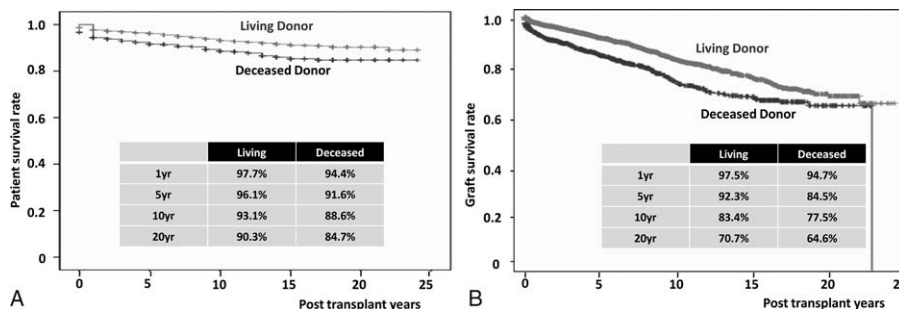 A
Patient survival rate
1.0
0.8
0.6
0.4
0.2
0
Living Donor
Deceased Donor
Living Deceased
1yr 97.7% 94.4%
5yr 96.1% 91.6%
10yr 93.1% 88.6%
20yr 90.3% 84.7%
0 5 10 15 20 25
Post transplant years
B
Graft survival rate
1.0
0.8
0.6
0.4
0.2
0
Living Donor
Deceased Donor
Living Deceased
1yr 97.5% 94.7%
5yr 92.3% 84.5%
10yr 83.4% 77.5%
20yr 70.7% 64.6%
0 5 10 15 20
Post transplant years